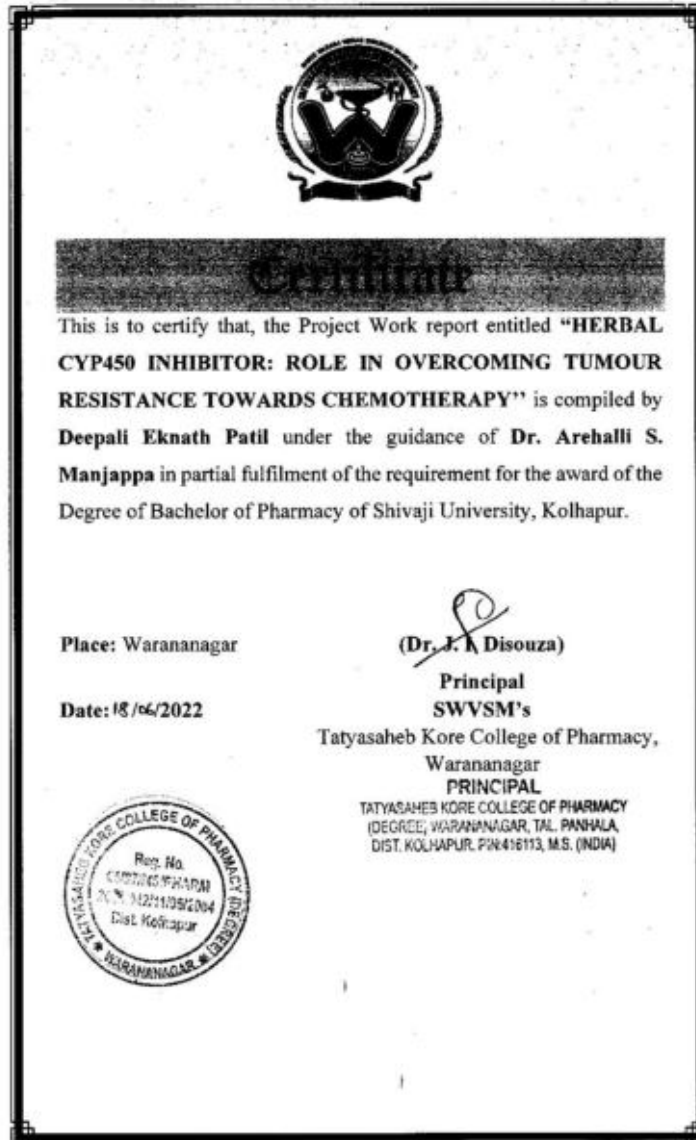 Certificate
This is to certify that, the Project Work report entitled “HERBAL
CYP450 INHIBITOR: ROLE IN OVERCOMING TUMOUR
RESISTANCE TOWARDS CHEMOTHERAPY’’ is compiled by
Deepali Eknath Patil under the guidance of Dr. Arehalli S.
Manjappa in partial fulfilment of the requirement for the award of the
Degree of Bachelor of Pharmacy of Shivaji University, Kolhapur.
Place: Warananagar
(Dr. J. I. Disouza)
Principal
Date: 18/06/2022
SWVSM's
Tatyasaheb Kore College of Pharmacy,
Warananagar
PRINCIPAL
TATYASAHEB KORE COLLEGE OF PHARMACY
(DEGREE) WARANANAGAR, TAL. PANHALA,
DIST. KOLHAPUR. PIN:416113, M.S. (INDIA)
TATYASAHEB KORE COLLEGE OF PHARMACY (DEGREE)
Reg. No.
Dist. Kolhapur
★ WARANANAGAR ★